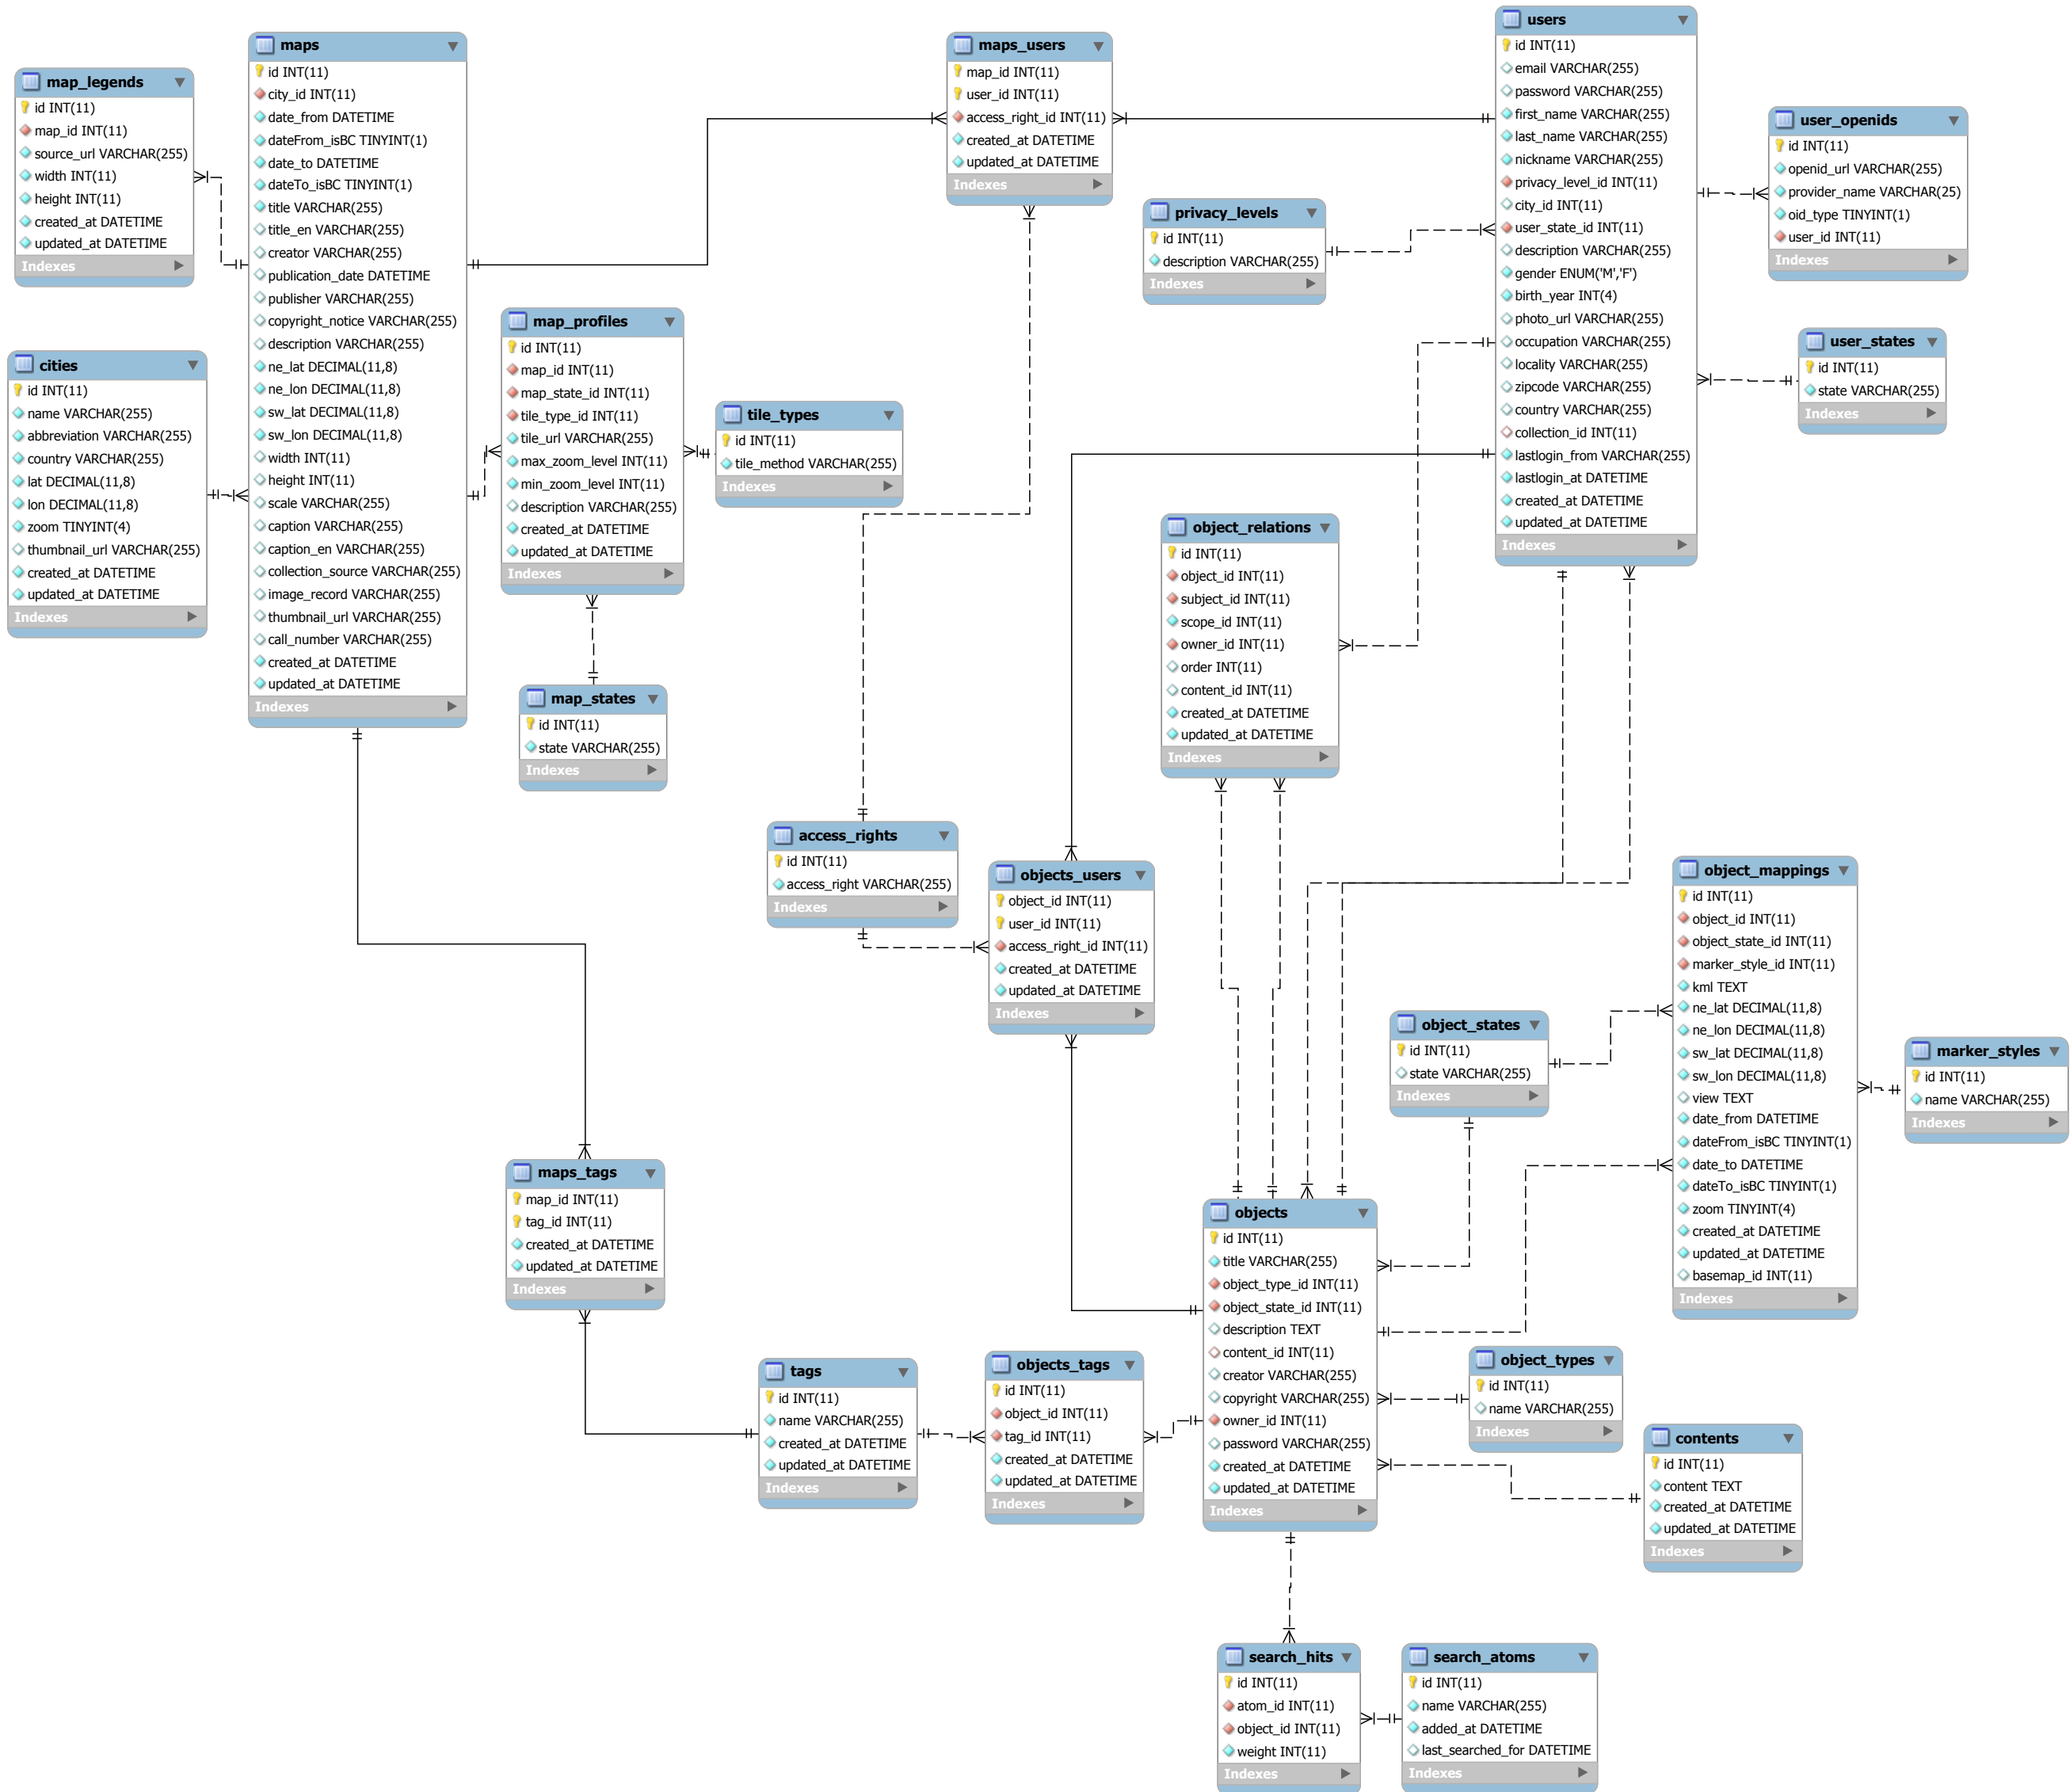 maps
id INT(11)
city_id INT(11)
date_from DATETIME
dateFrom_isBC TINYINT(1)
date_to DATETIME
dateTo_isBC TINYINT(1)
title VARCHAR(255)
title_en VARCHAR(255)
creator VARCHAR(255)
publication_date DATETIME
publisher VARCHAR(255)
copyright_notice VARCHAR(255)
description VARCHAR(255)
ne_lat DECIMAL(11,8)
ne_lon DECIMAL(11,8)
sw_lat DECIMAL(11,8)
sw_lon DECIMAL(11,8)
width INT(11)
height INT(11)
scale VARCHAR(255)
caption VARCHAR(255)
caption_en VARCHAR(255)
collection_source VARCHAR(255)
image_record VARCHAR(255)
thumbnail_url VARCHAR(255)
call_number VARCHAR(255)
created_at DATETIME
updated_at DATETIME
Indexes
map_legends
id INT(11)
map_id INT(11)
source_url VARCHAR(255)
width INT(11)
height INT(11)
created_at DATETIME
updated_at DATETIME
Indexes
cities
id INT(11)
name VARCHAR(255)
abbreviation VARCHAR(255)
country VARCHAR(255)
lat DECIMAL(11,8)
lon DECIMAL(11,8)
zoom TINYINT(4)
thumbnail_url VARCHAR(255)
created_at DATETIME
updated_at DATETIME
Indexes
map_profiles
id INT(11)
map_id INT(11)
map_state_id INT(11)
tile_type_id INT(11)
tile_url VARCHAR(255)
max_zoom_level INT(11)
min_zoom_level INT(11)
description VARCHAR(255)
created_at DATETIME
updated_at DATETIME
Indexes
tile_types
id INT(11)
tile_method VARCHAR(255)
Indexes
map_states
id INT(11)
state VARCHAR(255)
Indexes
maps_users
map_id INT(11)
user_id INT(11)
access_right_id INT(11)
created_at DATETIME
updated_at DATETIME
Indexes
privacy_levels
id INT(11)
description VARCHAR(255)
Indexes
users
id INT(11)
email VARCHAR(255)
password VARCHAR(255)
first_name VARCHAR(255)
last_name VARCHAR(255)
nickname VARCHAR(255)
privacy_level_id INT(11)
city_id INT(11)
user_state_id INT(11)
description VARCHAR(255)
gender ENUM('M','F')
birth_year INT(4)
photo_url VARCHAR(255)
occupation VARCHAR(255)
locality VARCHAR(255)
zipcode VARCHAR(255)
country VARCHAR(255)
collection_id INT(11)
lastlogin_from VARCHAR(255)
lastlogin_at DATETIME
created_at DATETIME
updated_at DATETIME
Indexes
user_openids
id INT(11)
openid_url VARCHAR(255)
provider_name VARCHAR(25)
oid_type TINYINT(1)
user_id INT(11)
Indexes
user_states
id INT(11)
state VARCHAR(255)
Indexes
object_relations
id INT(11)
object_id INT(11)
subject_id INT(11)
scope_id INT(11)
owner_id INT(11)
order INT(11)
content_id INT(11)
created_at DATETIME
updated_at DATETIME
Indexes
access_rights
id INT(11)
access_right VARCHAR(255)
Indexes
objects_users
object_id INT(11)
user_id INT(11)
access_right_id INT(11)
created_at DATETIME
updated_at DATETIME
Indexes
object_mappings
id INT(11)
object_id INT(11)
object_state_id INT(11)
marker_style_id INT(11)
kml TEXT
ne_lat DECIMAL(11,8)
ne_lon DECIMAL(11,8)
sw_lat DECIMAL(11,8)
sw_lon DECIMAL(11,8)
view TEXT
date_from DATETIME
dateFrom_isBC TINYINT(1)
date_to DATETIME
dateTo_isBC TINYINT(1)
zoom TINYINT(4)
created_at DATETIME
updated_at DATETIME
basemap_id INT(11)
Indexes
object_states
id INT(11)
state VARCHAR(255)
Indexes
marker_styles
id INT(11)
name VARCHAR(255)
Indexes
maps_tags
map_id INT(11)
tag_id INT(11)
created_at DATETIME
updated_at DATETIME
Indexes
objects
id INT(11)
title VARCHAR(255)
object_type_id INT(11)
object_state_id INT(11)
description TEXT
content_id INT(11)
creator VARCHAR(255)
copyright VARCHAR(255)
owner_id INT(11)
password VARCHAR(255)
created_at DATETIME
updated_at DATETIME
Indexes
tags
id INT(11)
name VARCHAR(255)
created_at DATETIME
updated_at DATETIME
Indexes
objects_tags
id INT(11)
object_id INT(11)
tag_id INT(11)
created_at DATETIME
updated_at DATETIME
Indexes
object_types
id INT(11)
name VARCHAR(255)
Indexes
contents
id INT(11)
content TEXT
created_at DATETIME
updated_at DATETIME
Indexes
search_hits
id INT(11)
atom_id INT(11)
object_id INT(11)
weight INT(11)
Indexes
search_atoms
id INT(11)
name VARCHAR(255)
added_at DATETIME
last_searched_for DATETIME
Indexes